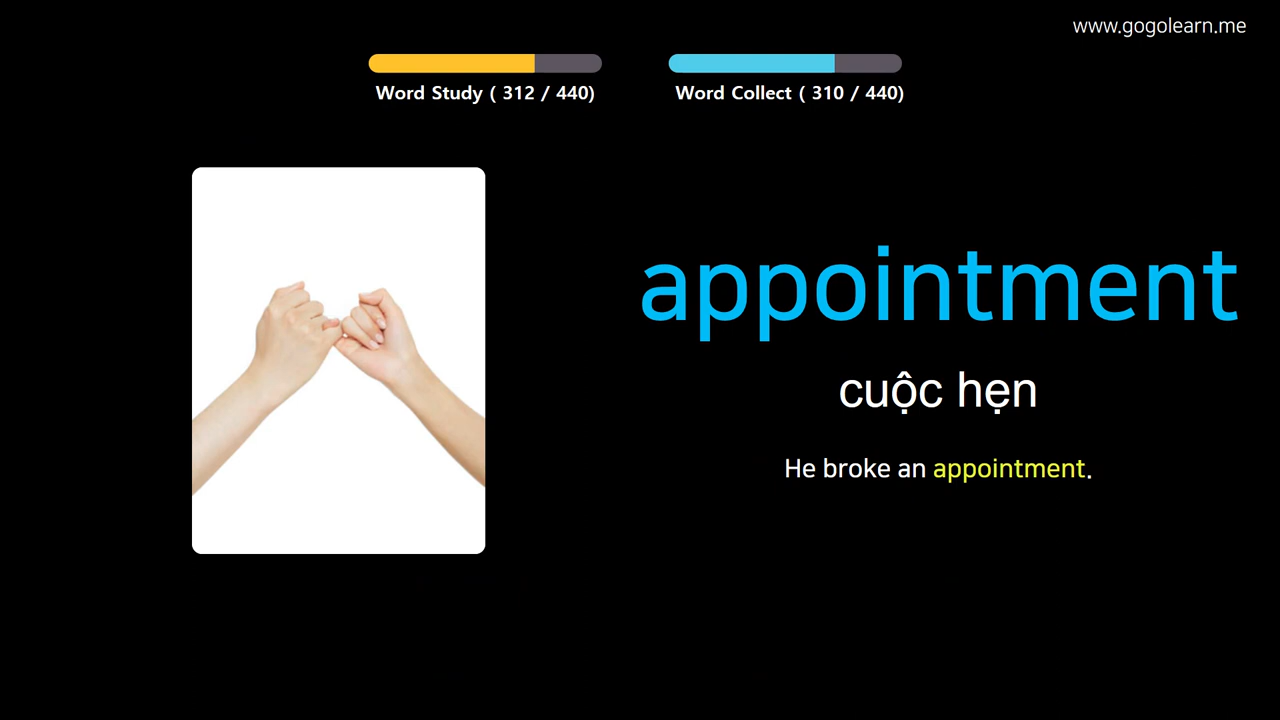 www.gogolearn.me
Word Study ( 312 / 440)
Word Collect ( 310 / 440)
appointment
cuộc hẹn
He broke an appointment.